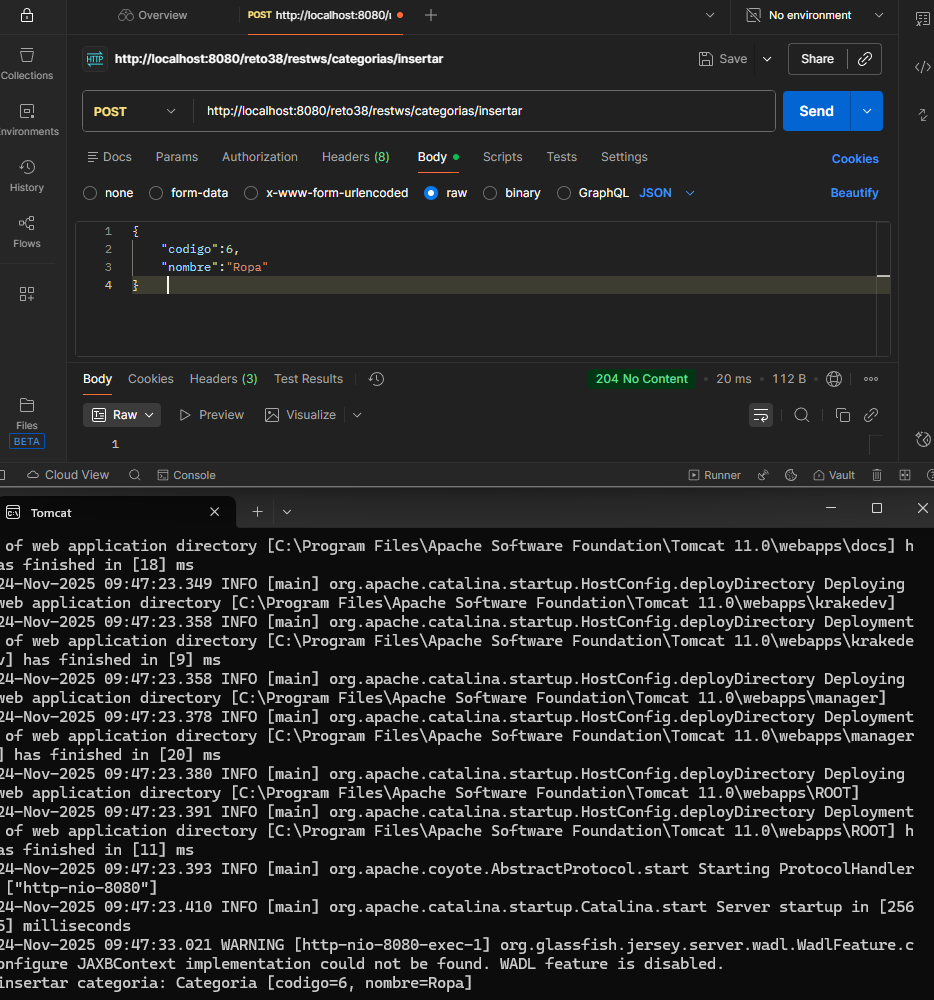 Overview
POST http://localhost:8080/
No environment
Collections
http://localhost:8080/reto38/restws/categorias/insertar
Save
Share
POST
http://localhost:8080/reto38/restws/categorias/insertar
Send
nvironments
Docs Params Authorization Headers (8) Body Scripts Tests Settings
Cookies
History
none form-data x-www-form-urlencoded raw binary GraphQL JSON
Beautify
Flows
1 {
2 "codigo":6,
3 "nombre":"Ropa"
4 }
Body Cookies Headers (3) Test Results
204 No Content 20 ms 112 B
Files
BETA
Raw Preview Visualize
1
Cloud View
Console
Runner
Vault
Tomcat
 of web application directory [C:\Program Files\Apache Software Foundation\Tomcat 11.0\webapps\docs] h
as finished in [18] ms
24-Nov-2025 09:47:23.349 INFO [main] org.apache.catalina.startup.HostConfig.deployDirectory Deploying
web application directory [C:\Program Files\Apache Software Foundation\Tomcat 11.0\webapps\krakedev]
24-Nov-2025 09:47:23.358 INFO [main] org.apache.catalina.startup.HostConfig.deployDirectory Deployment
 of web application directory [C:\Program Files\Apache Software Foundation\Tomcat 11.0\webapps\krakede
v] has finished in [9] ms
24-Nov-2025 09:47:23.358 INFO [main] org.apache.catalina.startup.HostConfig.deployDirectory Deploying
web application directory [C:\Program Files\Apache Software Foundation\Tomcat 11.0\webapps\manager]
24-Nov-2025 09:47:23.378 INFO [main] org.apache.catalina.startup.HostConfig.deployDirectory Deployment
 of web application directory [C:\Program Files\Apache Software Foundation\Tomcat 11.0\webapps\manager
] has finished in [20] ms
24-Nov-2025 09:47:23.380 INFO [main] org.apache.catalina.startup.HostConfig.deployDirectory Deploying
web application directory [C:\Program Files\Apache Software Foundation\Tomcat 11.0\webapps\ROOT]
24-Nov-2025 09:47:23.391 INFO [main] org.apache.catalina.startup.HostConfig.deployDirectory Deployment
 of web application directory [C:\Program Files\Apache Software Foundation\Tomcat 11.0\webapps\ROOT] h
as finished in [11] ms
24-Nov-2025 09:47:23.393 INFO [main] org.apache.coyote.AbstractProtocol.start Starting ProtocolHandler
 ["http-nio-8080"]
24-Nov-2025 09:47:23.410 INFO [main] org.apache.catalina.startup.Catalina.start Server startup in [256
5] milliseconds
24-Nov-2025 09:47:33.021 WARNING [http-nio-8080-exec-1] org.glassfish.jersey.server.wadl.WadlFeature.c
onfigure JAXBContext implementation could not be found. WADL feature is disabled.
insertar categoria: Categoria [codigo=6, nombre=Ropa]